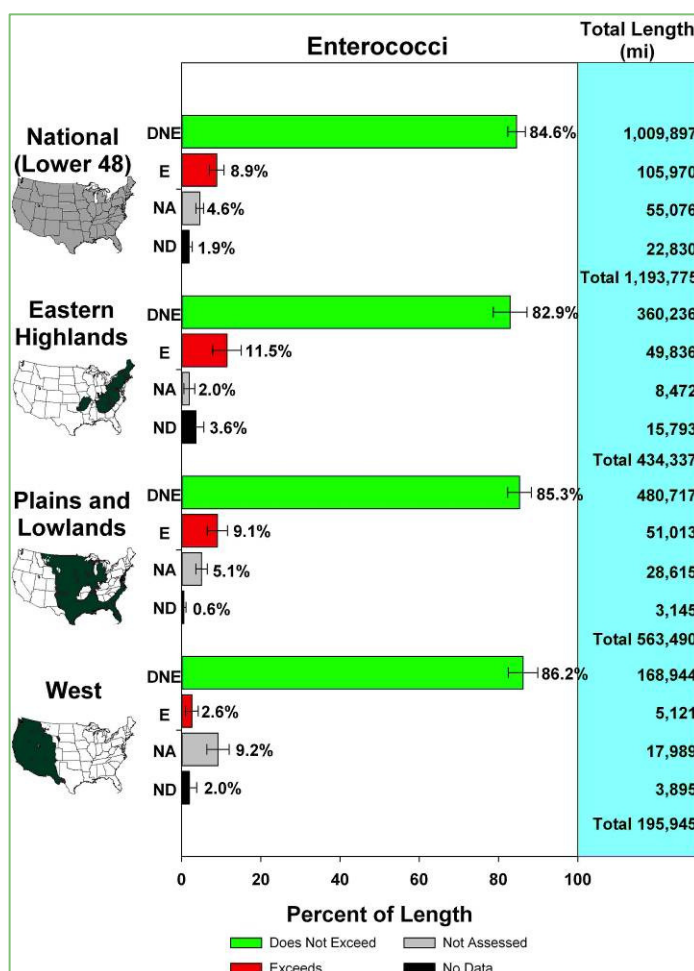 Enterococci
Total Length
(mi)
National
(Lower 48)
DNE 84.6% 1,009,897
E 8.9% 105,970
NA 4.6% 55,076
ND 1.9% 22,830
Total 1,193,775
Eastern
Highlands
DNE 82.9% 360,236
E 11.5% 49,836
NA 2.0% 8,472
ND 3.6% 15,793
Total 434,337
Plains and
Lowlands
DNE 85.3% 480,717
E 9.1% 51,013
NA 5.1% 28,615
ND 0.6% 3,145
Total 563,490
West
DNE 86.2% 168,944
E 2.6% 5,121
NA 9.2% 17,989
ND 2.0% 3,895
Total 195,945
0 20 40 60 80 100
Percent of Length
Does Not Exceed
Not Assessed
Exceeds
No Data